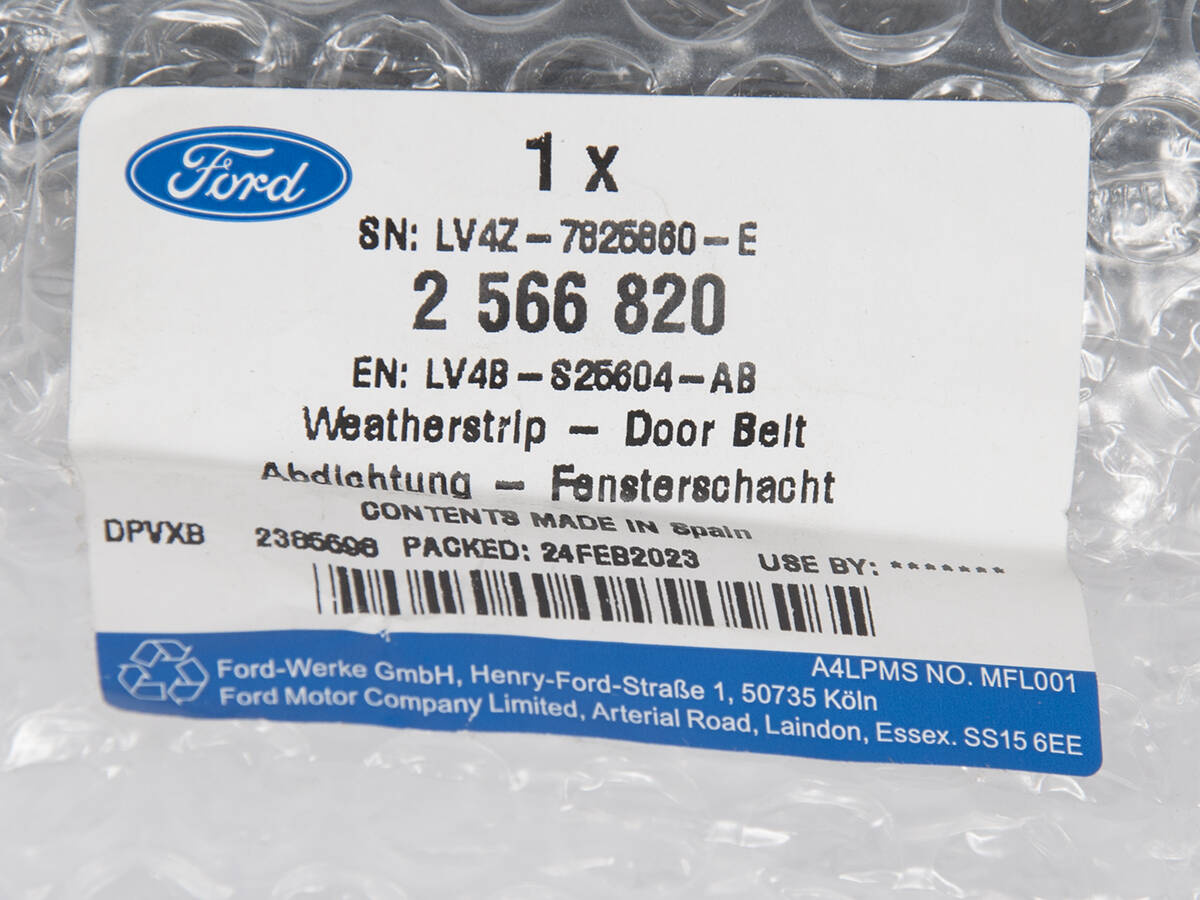 Ford
1 x
SN: LV4Z-7825860-E
2 566 820
EN: LV4B-S25604-AB
Weatherstrip - Door Belt
Abdichtung - Fensterschacht
CONTENTS MADE IN Spain
DPVXB 2385698 PACKED: 24FEB2023 USE BY: *******
A4LPMS NO. MFL001
Ford-Werke GmbH, Henry-Ford-Straße 1, 50735 Köln
Ford Motor Company Limited, Arterial Road, Laindon, Essex. SS15 6EE